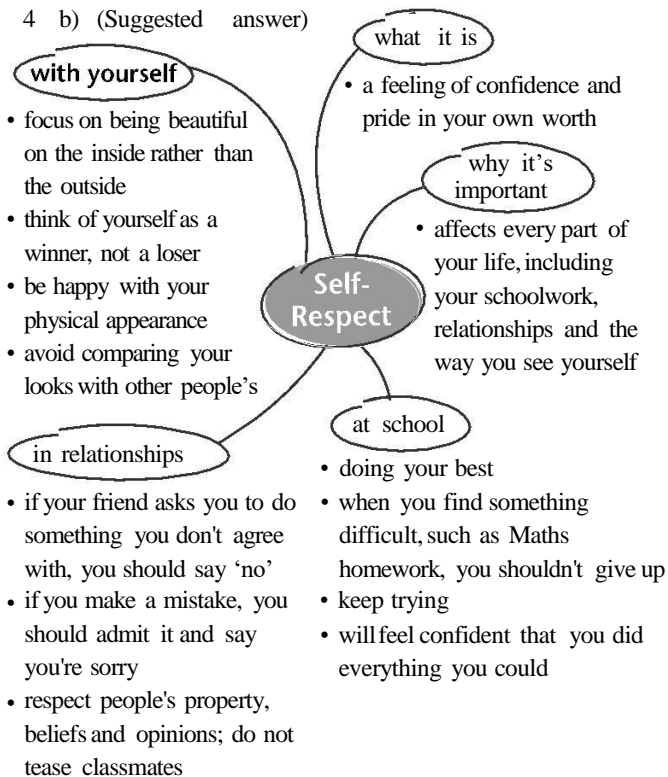 4 b) (Suggested answer)
with yourself
• focus on being beautiful
on the inside rather than
the outside
• think of yourself as a
winner, not a loser
• be happy with your
physical appearance
• avoid comparing your
looks with other people's
what it is
• a feeling of confidence and
pride in your own worth
why it's
important
• affects every part of
your life, including
your schoolwork,
relationships and the
way you see yourself
Self-
Respect
in relationships
• if your friend asks you to do
something you don't agree
with, you should say ‘no’
• if you make a mistake, you
should admit it and say
you're sorry
• respect people's property,
beliefs and opinions; do not
tease classmates
at school
• doing your best
• when you find something
difficult, such as Maths
homework, you shouldn't give up
• keep trying
• will feel confident that you did
everything you could